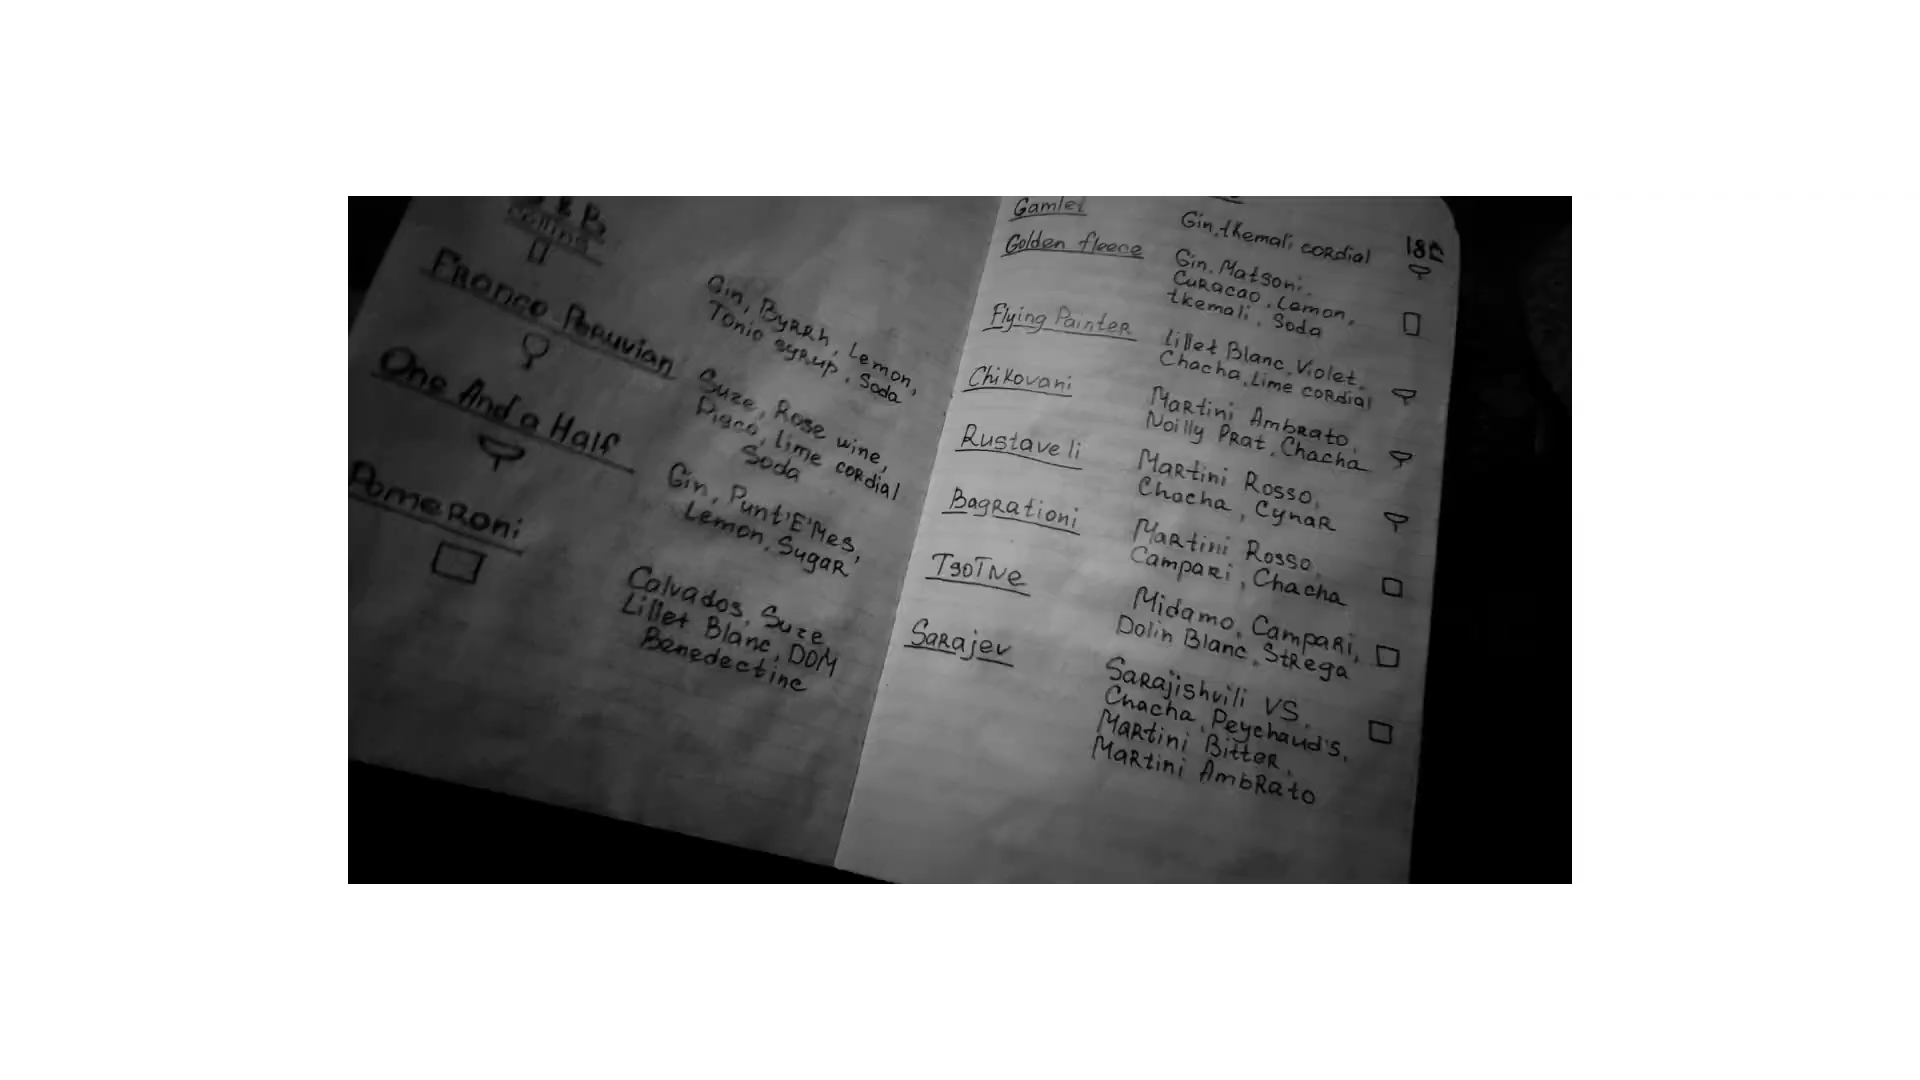 B & B
Collins
Gin, Byrrh, Lemon,
Tonic syrup, Soda
Franco Peruvian
Suze, Rose wine,
Pisco, lime cordial
Soda
One And a Half
Gin, Punt'E'Mes,
Lemon, Sugar
Pomeroni
Calvados, Suze
Lillet Blanc, DOM
Benedectine
18₾
Gamlet
Gin, tkemali cordial
Golden fleece
Gin, Matsoni,
Curacao, Lemon,
tkemali, Soda
Flying Painter
Lillet Blanc, Violet,
Chacha, Lime cordial
Chikovani
Martini Ambrato,
Noilly Prat, Chacha
Rustaveli
Martini Rosso,
Chacha, Cynar
Bagrationi
Martini Rosso,
Campari, Chacha
TsoTNe
Midamo, Campari,
Dolin Blanc, Strega
Sarajev
Sarajishvili VS,
Chacha, Peychaud's,
Martini Bitter,
Martini Ambrato